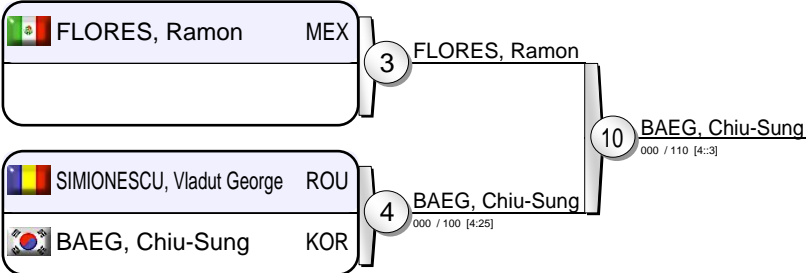 FLORES, Ramon MEX
3
FLORES, Ramon
10
BAEG, Chiu-Sung
000 / 110 [4::3]
SIMIONESCU, Vladut George ROU
4
BAEG, Chiu-Sung
000 / 100 [4:25]
BAEG, Chiu-Sung KOR